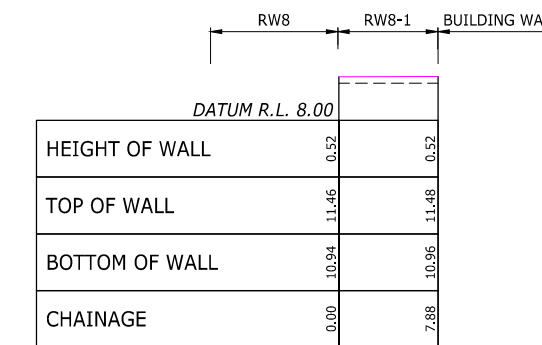 RW8 RW8-1 BUILDING WA
DATUM R.L. 8.00
HEIGHT OF WALL 0.52 0.52
TOP OF WALL 11.46 11.48
BOTTOM OF WALL 10.94 10.96
CHAINAGE 0.00 7.88